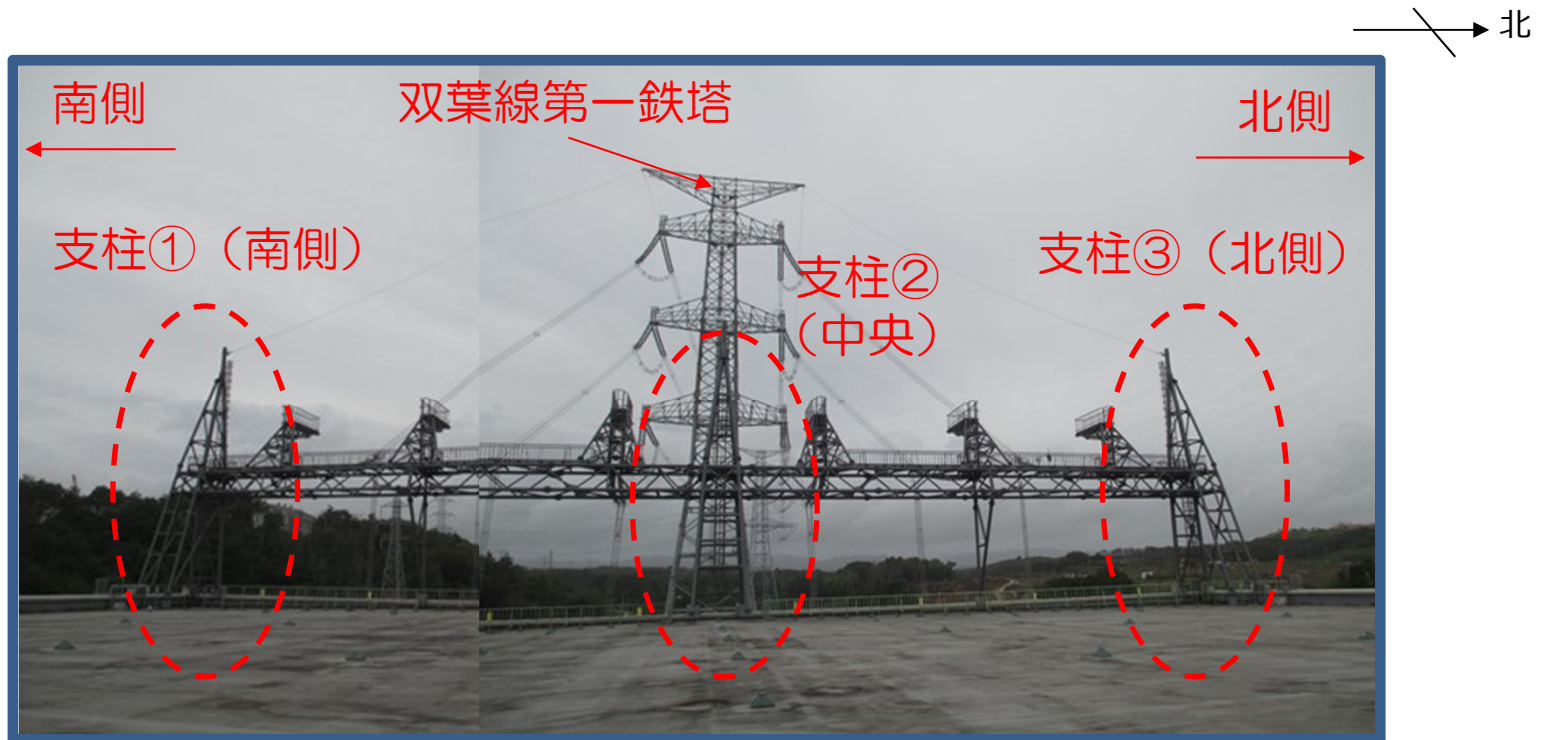 北
南側
双葉線第一鉄塔
北側
支柱①（南側）
支柱②
（中央）
支柱③（北側）